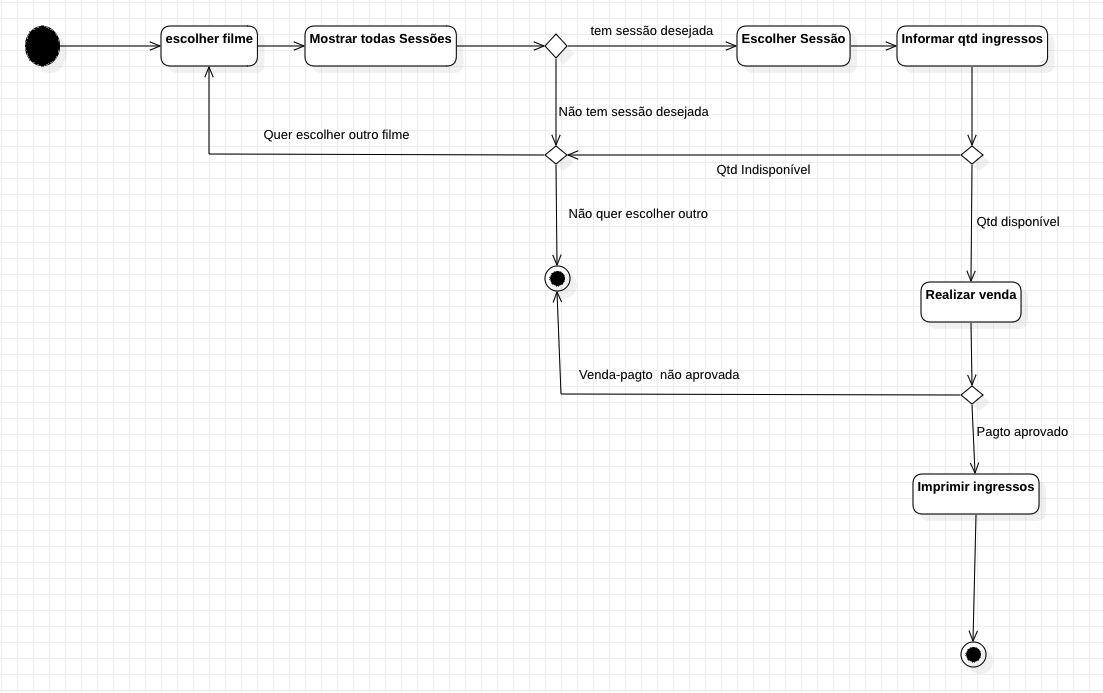 tem sessão desejada
escolher filme
Mostrar todas Sessões
Escolher Sessão
Informar qtd ingressos
Não tem sessão desejada
Quer escolher outro filme
Qtd Indisponível
Não quer escolher outro
Qtd disponível
Realizar venda
Venda-pagto  não aprovada
Pagto aprovado
Imprimir ingressos